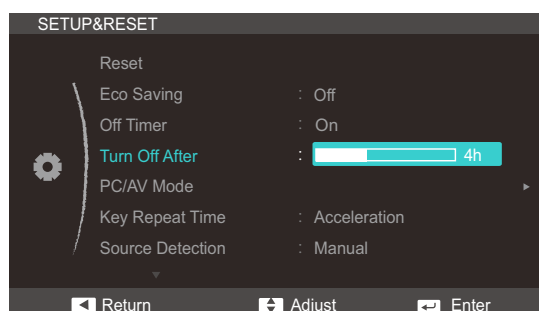 SETUP&RESET
Reset
Eco Saving : Off
Off Timer : On
Turn Off After : 4h
PC/AV Mode
Key Repeat Time : Acceleration
Source Detection : Manual
Return Adjust Enter